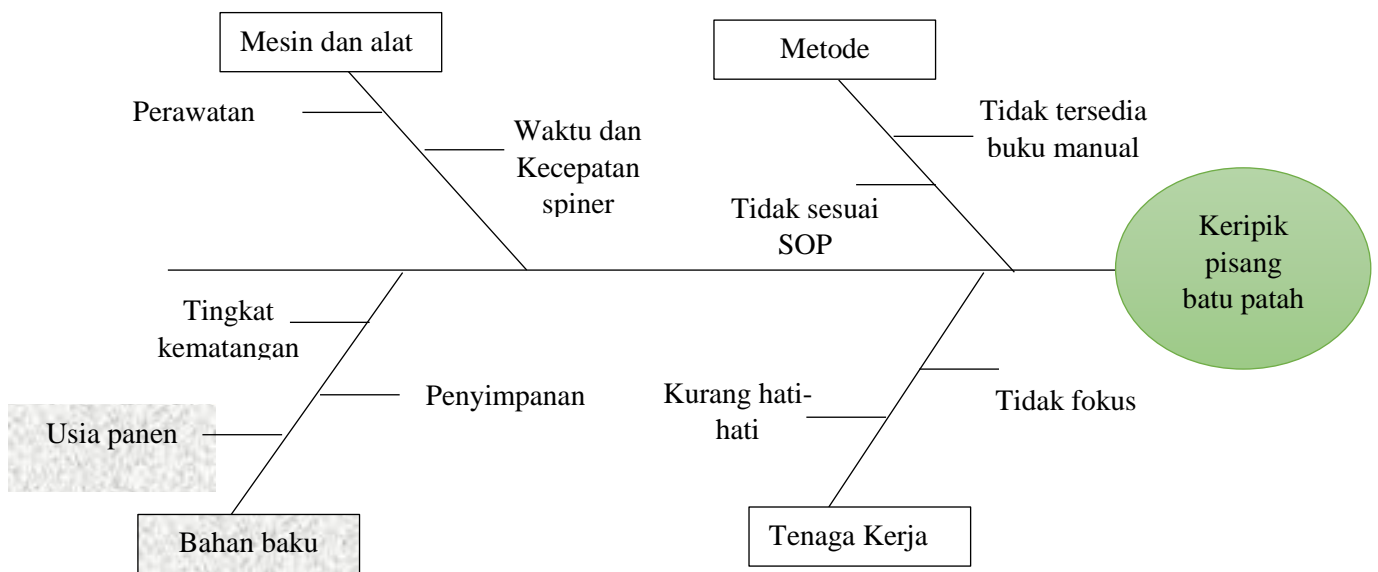 Mesin dan alat
Metode
Perawatan
Waktu dan
Kecepatan
spiner
Tidak tersedia
buku manual
Tidak sesuai
SOP
Keripik
pisang
batu patah
Tingkat
kematangan
Penyimpanan
Usia panen
Kurang hati-
hati
Tidak fokus
Bahan baku
Tenaga Kerja